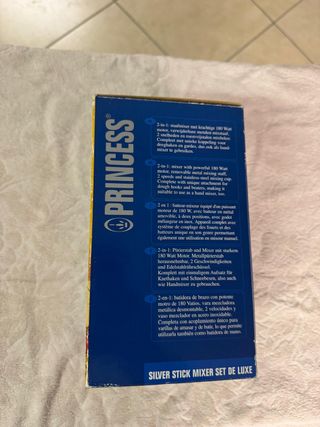 PRINCESS®
2-in-1: staafmixer met krachtige 180 Watt
motor, verwijderbare metalen mixstaaf,
2 snelheden en roestvrijstalen mixbeker.
Compleet met unieke koppeling voor
deeghaken en gardes, dus ook als hand-
mixer te gebruiken.
2-in-1: mixer with powerful 180 Watt
motor, removable metal mixing staff,
2 speeds and stainless-steel mixing cup.
Complete with unique attachment for
dough hooks and beaters, making it
suitable to use as a hand mixer, too.
2 en 1 : batteur-mixeur équipé d'un puissant
moteur de 180 W, avec batteur en métal
amovible, à deux positions, avec godet
mélangeur en inox. Appareil complet avec
système de couplage des fouets et des
batteurs unique en son genre permettant
également une utilisation en mixeur manuel.
2-in-1: Pürierstab und Mixer mit starkem
180 Watt Motor, Metallpürierstab
herausnehmbar, 2 Geschwindigkeiten
und Edelstahlrührschüssel.
Komplett mit einmaligem Aufsatz für
Knethaken und Schneebesen, also auch
wie Handmixer zu gebrauchen.
2-en-1: batidora de brazo con potente
motor de 180 Vatios, vara mezcladora
metálica desmontable, 2 velocidades y
vaso mezclador en acero inoxidable.
Completa con acoplamiento único para
varillas de amasar y de batir, lo que permite
utilizarla también como batidora de mano.
SILVER STICK MIXER SET DE LUXE